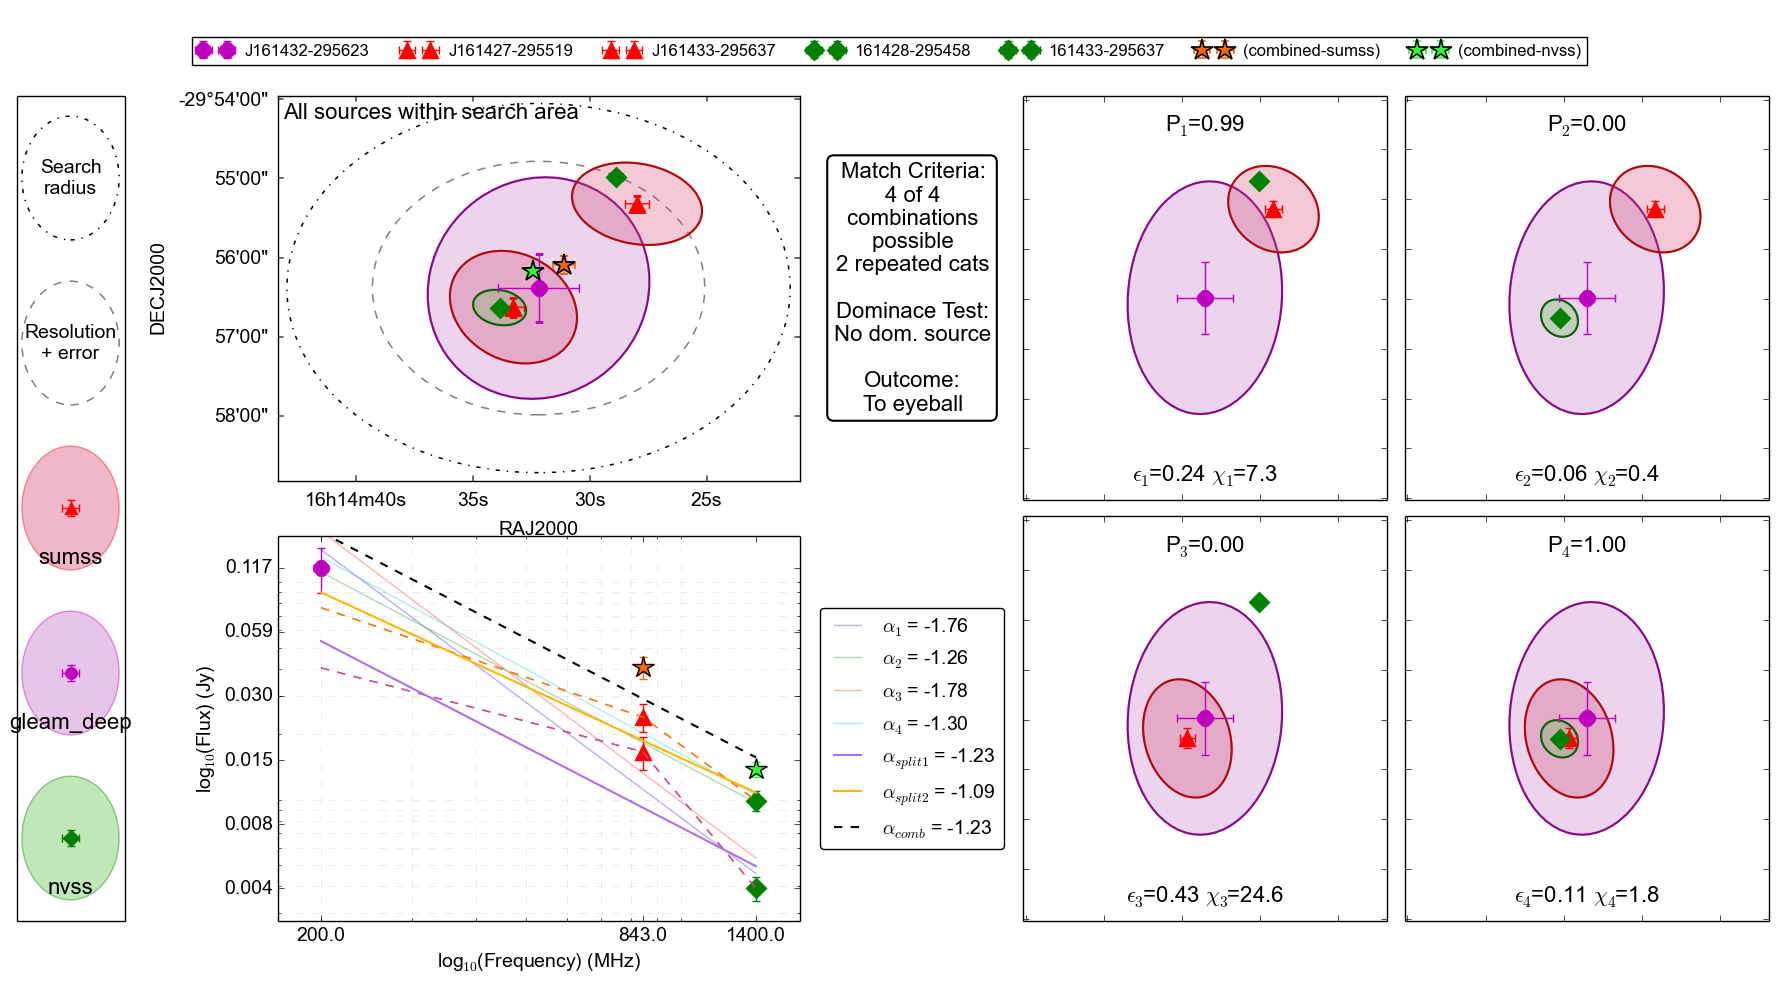 J161432-295623 J161427-295519 J161433-295637 161428-295458 161433-295637 (combined-sumss) (combined-nvss)
Search
radius
Resolution
+ error
sumss
gleam_deep
nvss
All sources within search area
-29°54'00"
55'00"
56'00"
57'00"
58'00"
DECJ2000
16h14m40s 35s 30s 25s
RAJ2000
Match Criteria:
4 of 4
combinations
possible
2 repeated cats
Dominace Test:
No dom. source
Outcome:
To eyeball
P1=0.99
ϵ1=0.24 χ1=7.3
P2=0.00
ϵ2=0.06 χ2=0.4
0.117
0.059
0.030
0.015
0.008
0.004
log10(Flux) (Jy)
200.0 843.0 1400.0
log10(Frequency) (MHz)
α1 = -1.76
α2 = -1.26
α3 = -1.78
α4 = -1.30
αsplit1 = -1.23
αsplit2 = -1.09
αcomb = -1.23
P3=0.00
ϵ3=0.43 χ3=24.6
P4=1.00
ϵ4=0.11 χ4=1.8